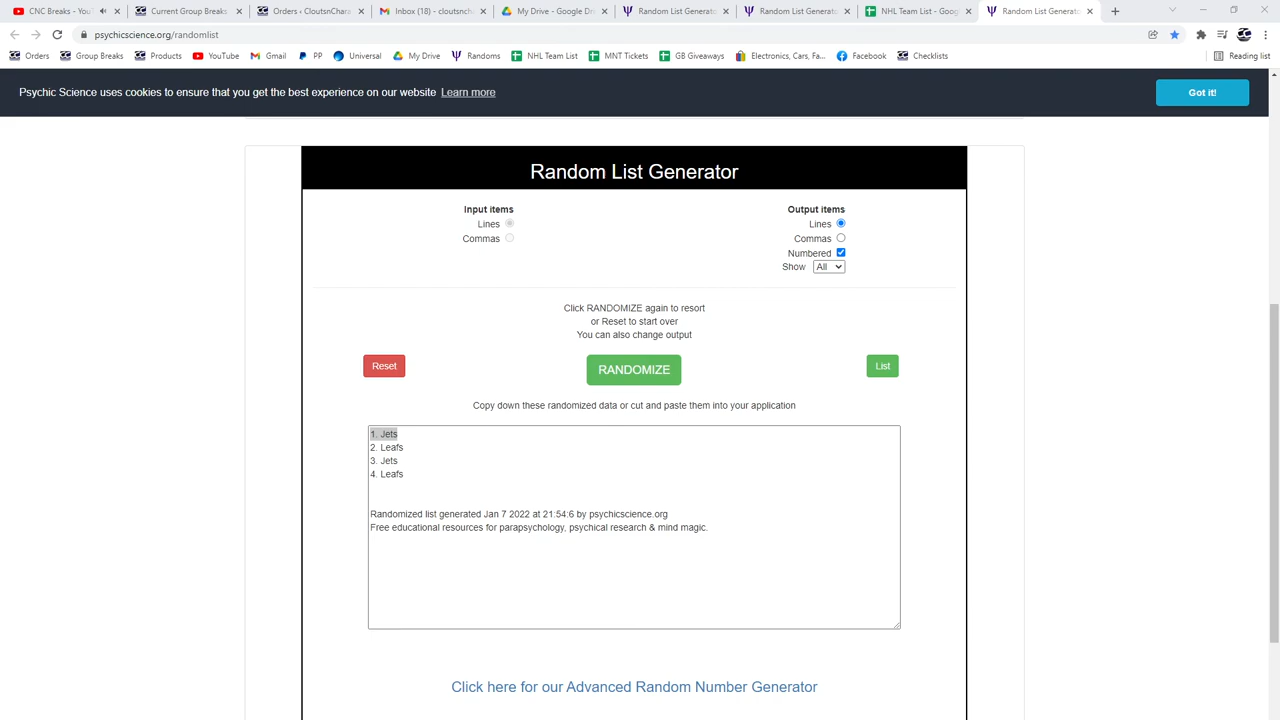 CNC Breaks - YouT
Current Group Breaks
Orders · CloutsnChara
Inbox (18) - cloutsnch
My Drive - Google Dri
Random List Generato
Random List Generato
NHL Team List - Goog
Random List Generato
psychicscience.org/randomlist
Orders
Group Breaks
Products
YouTube
Gmail
PP
Universal
My Drive
Randoms
NHL Team List
MNT Tickets
GB Giveaways
Electronics, Cars, Fa...
Facebook
Checklists
Reading list
Psychic Science uses cookies to ensure that you get the best experience on our website Learn more
Got it!
Random List Generator
Input items
Lines
Commas
Output items
Lines
Commas
Numbered
Show All
Click RANDOMIZE again to resort
or Reset to start over
You can also change output
Reset
RANDOMIZE
List
Copy down these randomized data or cut and paste them into your application
1. Jets
2. Leafs
3. Jets
4. Leafs
Randomized list generated Jan 7 2022 at 21:54:6 by psychicscience.org
Free educational resources for parapsychology, psychical research & mind magic.
Click here for our Advanced Random Number Generator